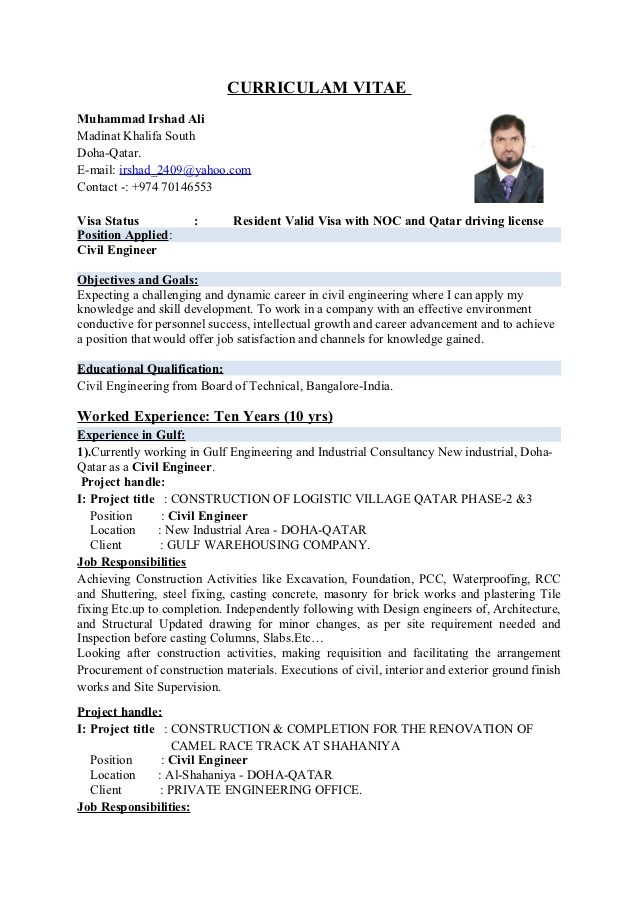 CURRICULAM VITAE
Muhammad Irshad Ali
Madinat Khalifa South
Doha-Qatar.
E-mail: irshad_2409@yahoo.com
Contact -: +974 70146553
Visa Status : Resident Valid Visa with NOC and Qatar driving license
Position Applied:
Civil Engineer
Objectives and Goals:
Expecting a challenging and dynamic career in civil engineering where I can apply my
knowledge and skill development. To work in a company with an effective environment
conductive for personnel success, intellectual growth and career advancement and to achieve
a position that would offer job satisfaction and channels for knowledge gained.
Educational Qualification:
Civil Engineering from Board of Technical, Bangalore-India.
Worked Experience: Ten Years (10 yrs)
Experience in Gulf:
1).Currently working in Gulf Engineering and Industrial Consultancy New industrial, Doha-
Qatar as a Civil Engineer.
Project handle:
I: Project title : CONSTRUCTION OF LOGISTIC VILLAGE QATAR PHASE-2 &3
Position : Civil Engineer
Location : New Industrial Area - DOHA-QATAR
Client : GULF WAREHOUSING COMPANY.
Job Responsibilities
Achieving Construction Activities like Excavation, Foundation, PCC, Waterproofing, RCC
and Shuttering, steel fixing, casting concrete, masonry for brick works and plastering Tile
fixing Etc.up to completion. Independently following with Design engineers of, Architecture,
and Structural Updated drawing for minor changes, as per site requirement needed and
Inspection before casting Columns, Slabs.Etc…
Looking after construction activities, making requisition and facilitating the arrangement
Procurement of construction materials. Executions of civil, interior and exterior ground finish
works and Site Supervision.
Project handle:
I: Project title : CONSTRUCTION & COMPLETION FOR THE RENOVATION OF
CAMEL RACE TRACK AT SHAHANIYA
Position : Civil Engineer
Location : Al-Shahaniya - DOHA-QATAR
Client : PRIVATE ENGINEERING OFFICE.
Job Responsibilities: